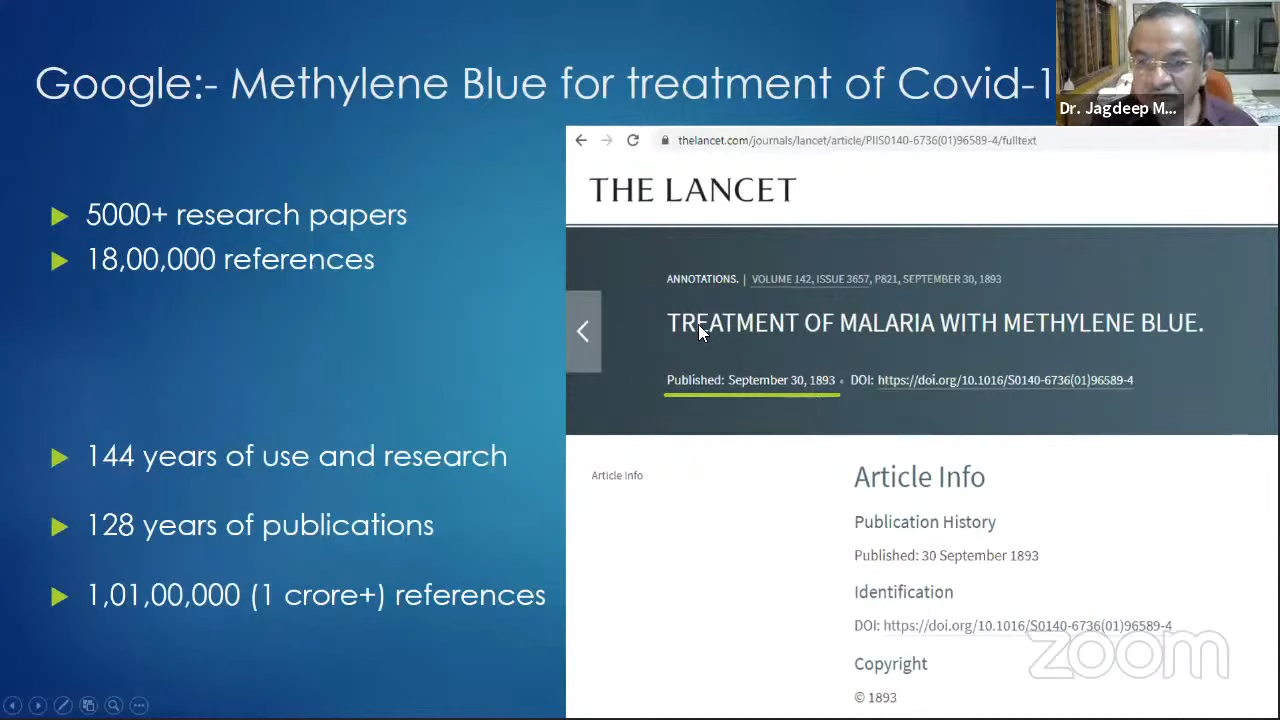 Google:- Methylene Blue for treatment of Covid-1
Dr. Jagdeep M...
5000+ research papers
18,00,000 references
144 years of use and research
128 years of publications
1,01,00,000 (1 crore+) references
thelancet.com/journals/lancet/article/PIIS0140-6736(01)96589-4/fulltext
THE LANCET
ANNOTATIONS. | VOLUME 142, ISSUE 3657, P821, SEPTEMBER 30, 1893
TREATMENT OF MALARIA WITH METHYLENE BLUE.
Published: September 30, 1893 • DOI: https://doi.org/10.1016/S0140-6736(01)96589-4
Article Info
Article Info
Publication History
Published: 30 September 1893
Identification
DOI: https://doi.org/10.1016/S0140-6736(01)96589-4
Copyright
© 1893
zoom